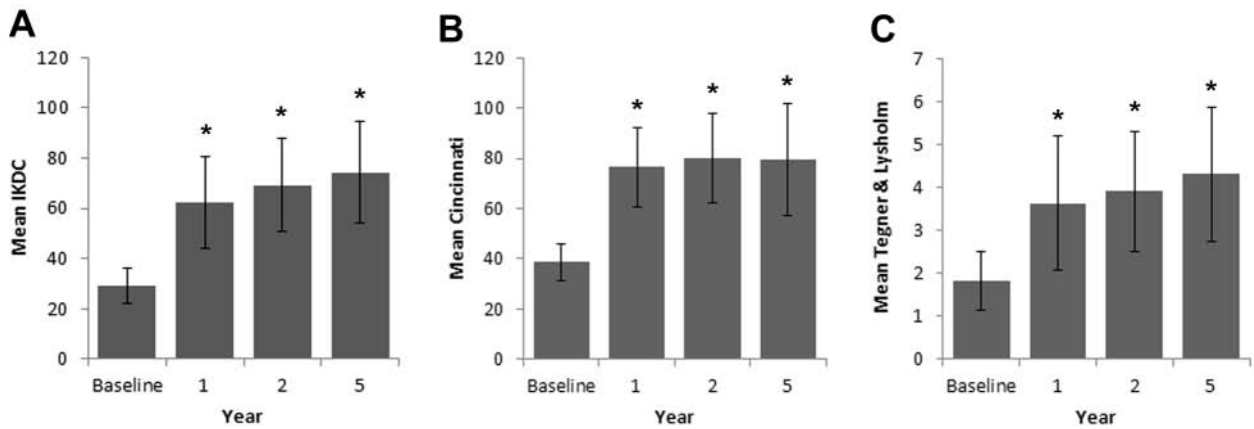 A
120
100
80
60
40
20
0
Mean IKDC
*
*
*
Baseline 1 2 5
Year
B
120
100
80
60
40
20
0
Mean Cincinnati
*
*
*
Baseline 1 2 5
Year
C
7
6
5
4
3
2
1
0
Mean Tegner & Lysholm
*
*
*
Baseline 1 2 5
Year